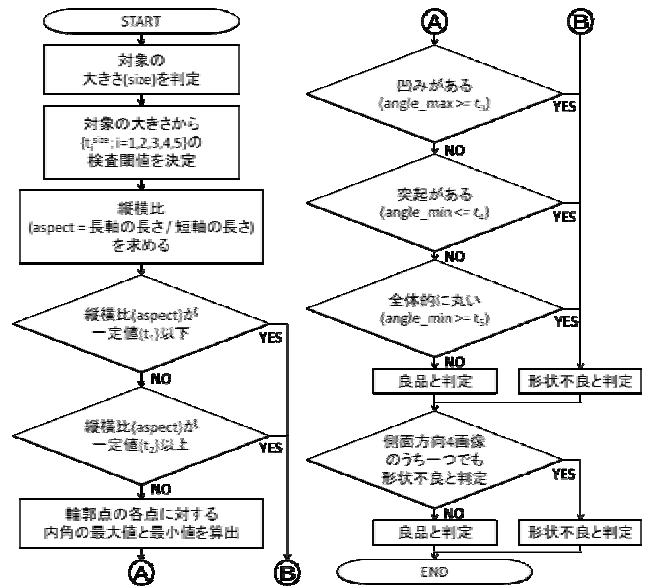 START
対象の
大きさ(size)を判定
対象の大きさから
{tᵢˢⁱᶻᵉ; i=1,2,3,4,5}の
検査閾値を決定
縦横比
(aspect = 長軸の長さ / 短軸の長さ)
を求める
縦横比(aspect)が
一定値(t₁)以下
YES
NO
縦横比(aspect)が
一定値(t₂)以上
YES
NO
輪郭点の各点に対する
内角の最大値と最小値を算出
A
B
A
B
凹みがある
(angle_max >= t₃)
YES
NO
突起がある
(angle_min <= t₄)
YES
NO
全体的に丸い
(angle_min >= t₅)
YES
NO
良品と判定
形状不良と判定
側面方向4画像
のうち一つでも
形状不良と判定
YES
NO
良品と判定
形状不良と判定
END